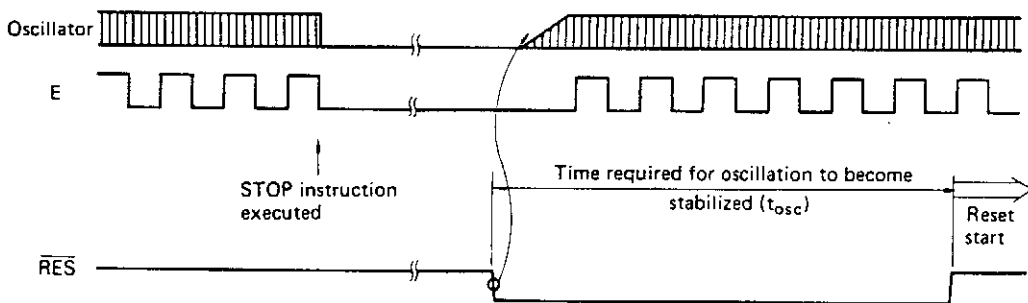 Oscillator
E
STOP instruction
executed
Time required for oscillation to become
stabilized (tosc)
Reset
start
RES